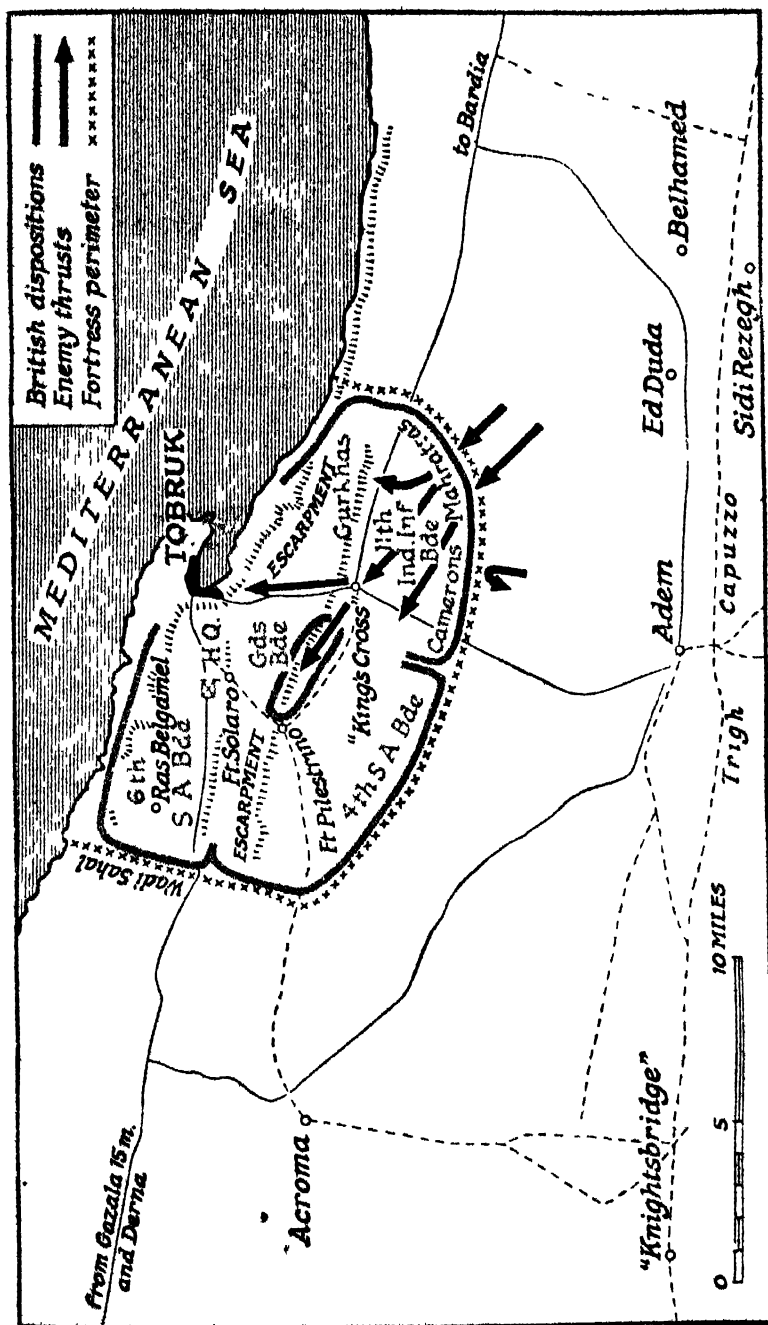 British dispositions
Enemy thrusts
Fortress perimeter
MEDITERRANEAN SEA
TOBRUK
from Gazala 15 m.
and Derna
Wadi Sahal
6th
Ras Belgamel
S A Bde
H.Q.
Ft Solaro
ESCARPMENT
Ft Pilestrino
Gds
Bde
"King's Cross
4th S A Bde
ESCARPMENT
Gurkhas
11th
Ind. Inf
Bde
Mahrattas
Camerons
to Bardia
Acroma
Adem
Ed Duda
Belhamed
Sidi Rezegh
Trigh Capuzzo
"Knightsbridge"
0 5 10 MILES